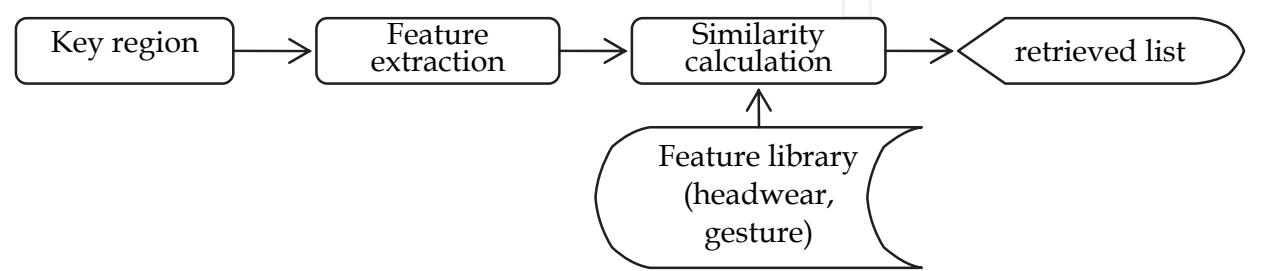 Key region
Feature
extraction
Similarity
calculation
retrieved list
Feature library
(headwear,
gesture)